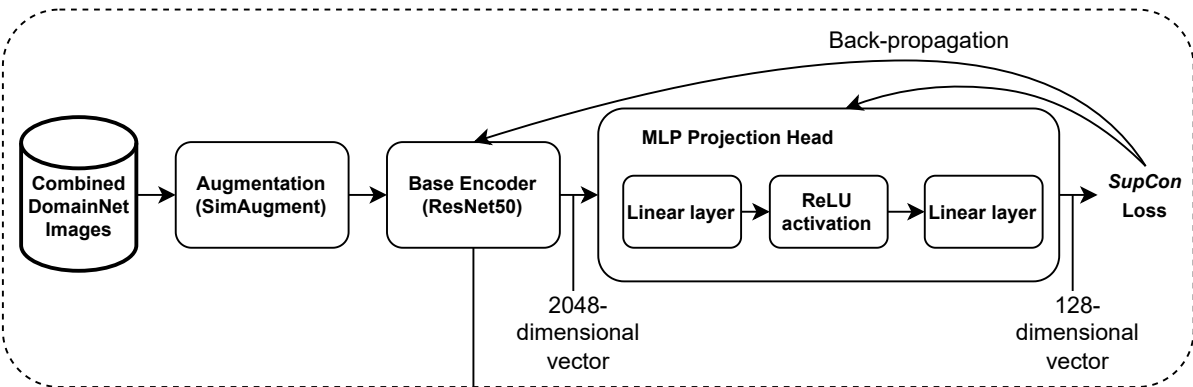 Back-propagation
Combined
DomainNet
Images
Augmentation
(SimAugment)
Base Encoder
(ResNet50)
MLP Projection Head
Linear layer
ReLU
activation
Linear layer
SupCon
Loss
2048-
dimensional
vector
128-
dimensional
vector